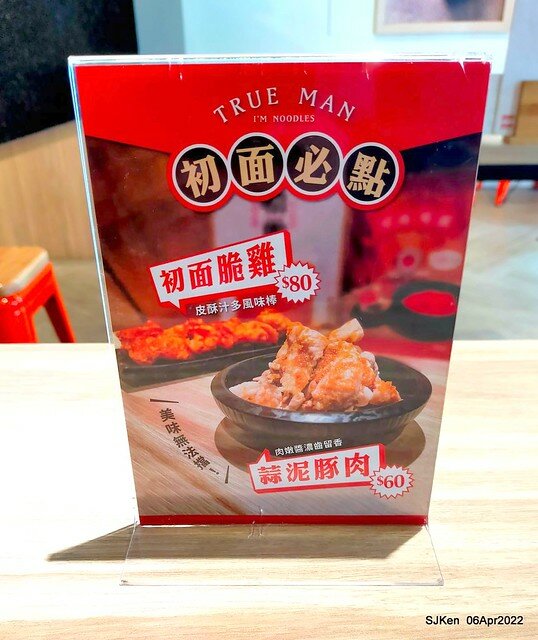 TRUE MAN
I'M NOODLES
初面必點
初面脆雞
$80
皮酥汁多風味棒
美味無法擋!
肉嫩醬濃齒留香
蒜泥豚肉
$60
SJKen 06Apr2022